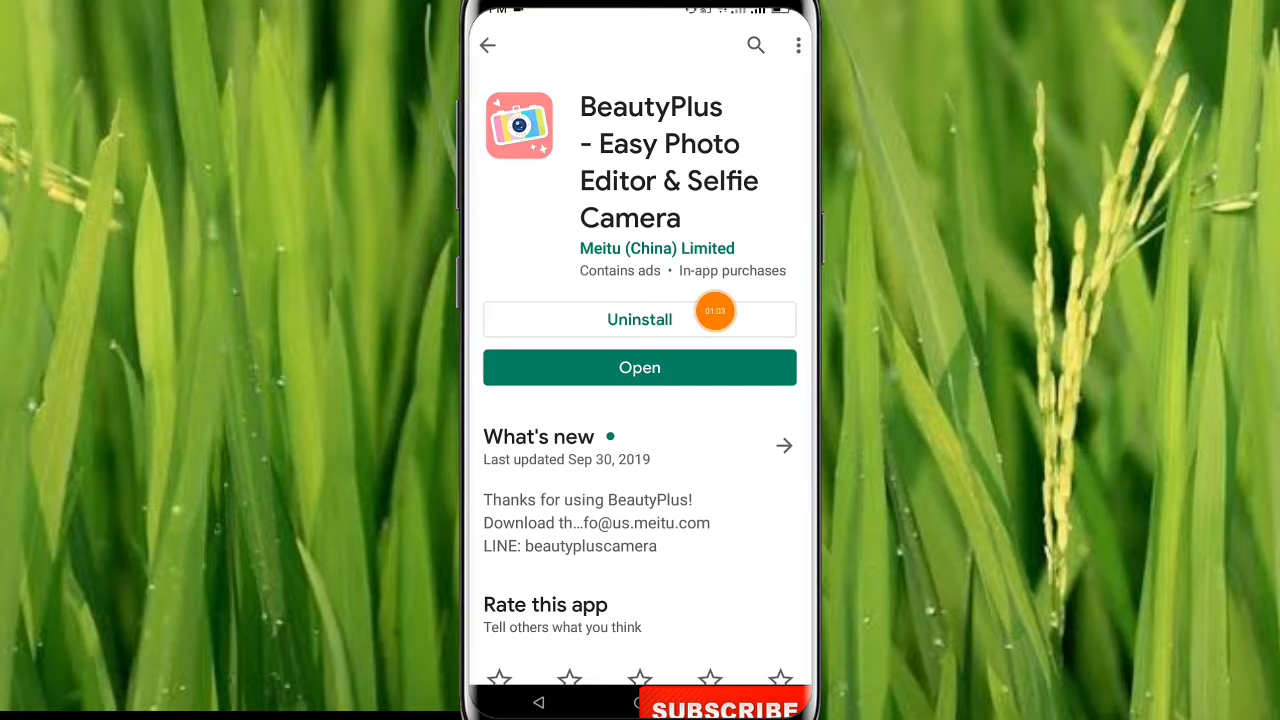 PM
BeautyPlus
- Easy Photo
Editor & Selfie
Camera
Meitu (China) Limited
Contains ads • In-app purchases
Uninstall
01:03
Open
What's new
Last updated Sep 30, 2019
Thanks for using BeautyPlus!
Download th…fo@us.meitu.com
LINE: beautypluscamera
Rate this app
Tell others what you think
SUBSCRIBE